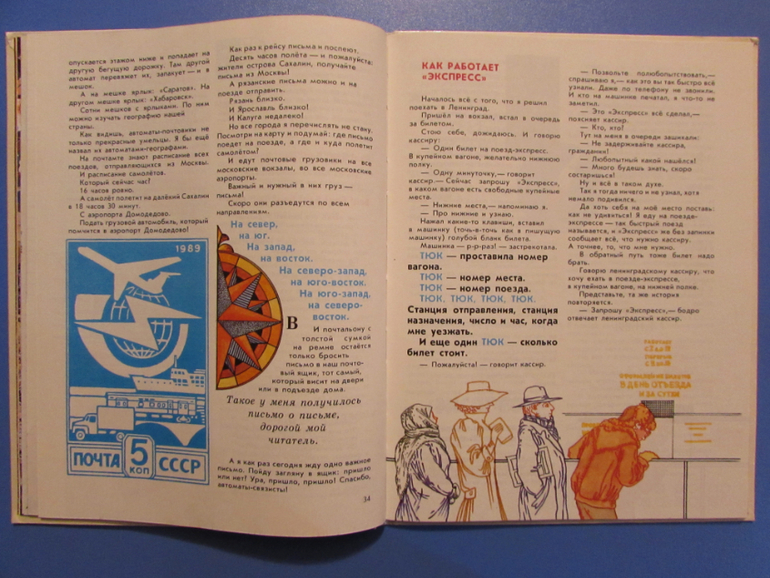 опускается этажом ниже и попадает на
другую бегущую дорожку. Там другой
автомат перевяжет их, запакует — и в
мешок.
А на мешке ярлык: «Саратов». На
другом мешке ярлык: «Хабаровск».
Сотни мешков с ярлыками. По ним
можно изучать географию нашей
страны.
Как видишь, автоматы-почтовики не
только прекрасные умельцы. Я бы ещё
назвал их автоматами-географами.
На почтамте знают расписание всех
поездов, отправляющихся из Москвы.
И расписание самолётов.
Который сейчас час?
16 часов ровно.
А самолёт полетит на далёкий Сахалин
в 18 часов 30 минут.
С аэропорта Домодедово.
Подать грузовой автомобиль, который
помчится в аэропорт Домодедово!
1989
ПОЧТА 5 КОП СССР
Как раз к рейсу письма и поспеют.
Десять часов полёта — и пожалуйста:
жители острова Сахалин, получайте
письма из Москвы!
А рязанские письма можно и на
поезде отправить.
Рязань близко.
И Ярославль близко!
И Калуга недалеко!
Но все города я перечислять не стану.
Посмотри на карту и подумай: где письмо
поедет на поезде, а где и куда полетит
самолётом!
И едут почтовые грузовики на все
московские вокзалы, во все московские
аэропорты.
Важный и нужный в них груз —
письма!
Скоро они разъедутся по всем
направлениям.
На север,
на юг.
На запад,
на восток.
На северо-запад,
на юго-восток.
На юго-запад,
на северо-
восток.
В
И почтальону с
толстой сумкой
на ремне остаётся
только бросить
письмо в наш почто-
вый ящик, тот самый,
который висит на двери
или в подъезде дома.
Такое у меня получилось
письмо о письме,
дорогой мой
читатель.
А я как раз сегодня жду одно важное
письмо. Пойду загляну в ящик: пришло
или нет! Ура, пришло, пришло! Спасибо,
автоматы-связисты!
34
КАК РАБОТАЕТ
«ЭКСПРЕСС»
Началось всё с того, что я решил
поехать в Ленинград.
Пришёл на вокзал, встал в очередь
за билетом.
Стою себе, дожидаюсь. И говорю
кассиру:
— Один билет на поезд-экспресс.
В купейном вагоне, желательно нижнюю
полку.
— Одну минуточку,— говорит
кассир.— Сейчас запрошу «Экспресс»,
в каком вагоне есть свободные купейные
места.
— Нижние места,— напоминаю я.
— Про нижние и узнаю.
Нажал какие-то клавиши, вставил
в машинку (точь-в-точь как в пишущую
машинку) голубой бланк билета.
Машинка — р-р-раз! — застрекотала.
ТЮК — проставила номер
вагона.
ТЮК — номер места.
ТЮК — номер поезда.
ТЮК, ТЮК, ТЮК, ТЮК.
Станция отправления, станция
назначения, число и час, когда
мне уезжать.
И еще один ТЮК — сколько
билет стоит.
— Пожалуйста! — говорит кассир.
— Позвольте полюбопытствовать,—
спрашиваю я,— как это вы так быстро всё
узнали. Даже по телефону не звонили.
И кто на машинке печатал, я что-то не
заметил.
— Это «Экспресс» всё сделал,—
поясняет кассир.
— Кто, кто!
Тут на меня в очереди зашикали:
— Не задерживайте кассира,
гражданин!
— Любопытный какой нашёлся!
— Много будешь знать, скоро
состаришься!
Ну и всё в таком духе.
Так я тогда ничего и не узнал, хотя
немало подивился.
Да хоть себя на моё место поставь:
как не удивиться! Я еду на поезде-
экспрессе — так быстрый поезд
называется, и «Экспресс» же без запинки
сообщает всё, что нужно кассиру.
А точнее, то, что мне нужно.
В обратный путь тоже билет надо
брать.
Говорю ленинградскому кассиру, что
хочу ехать в поезде-экспрессе,
в купейном вагоне, на нижней полке.
Представьте, та же история
повторяется.
— Запрошу «Экспресс»,— бодро
отвечает ленинградский кассир.
В ДЕНЬ ОТЪЕЗДА
И ЗА СУТКИ